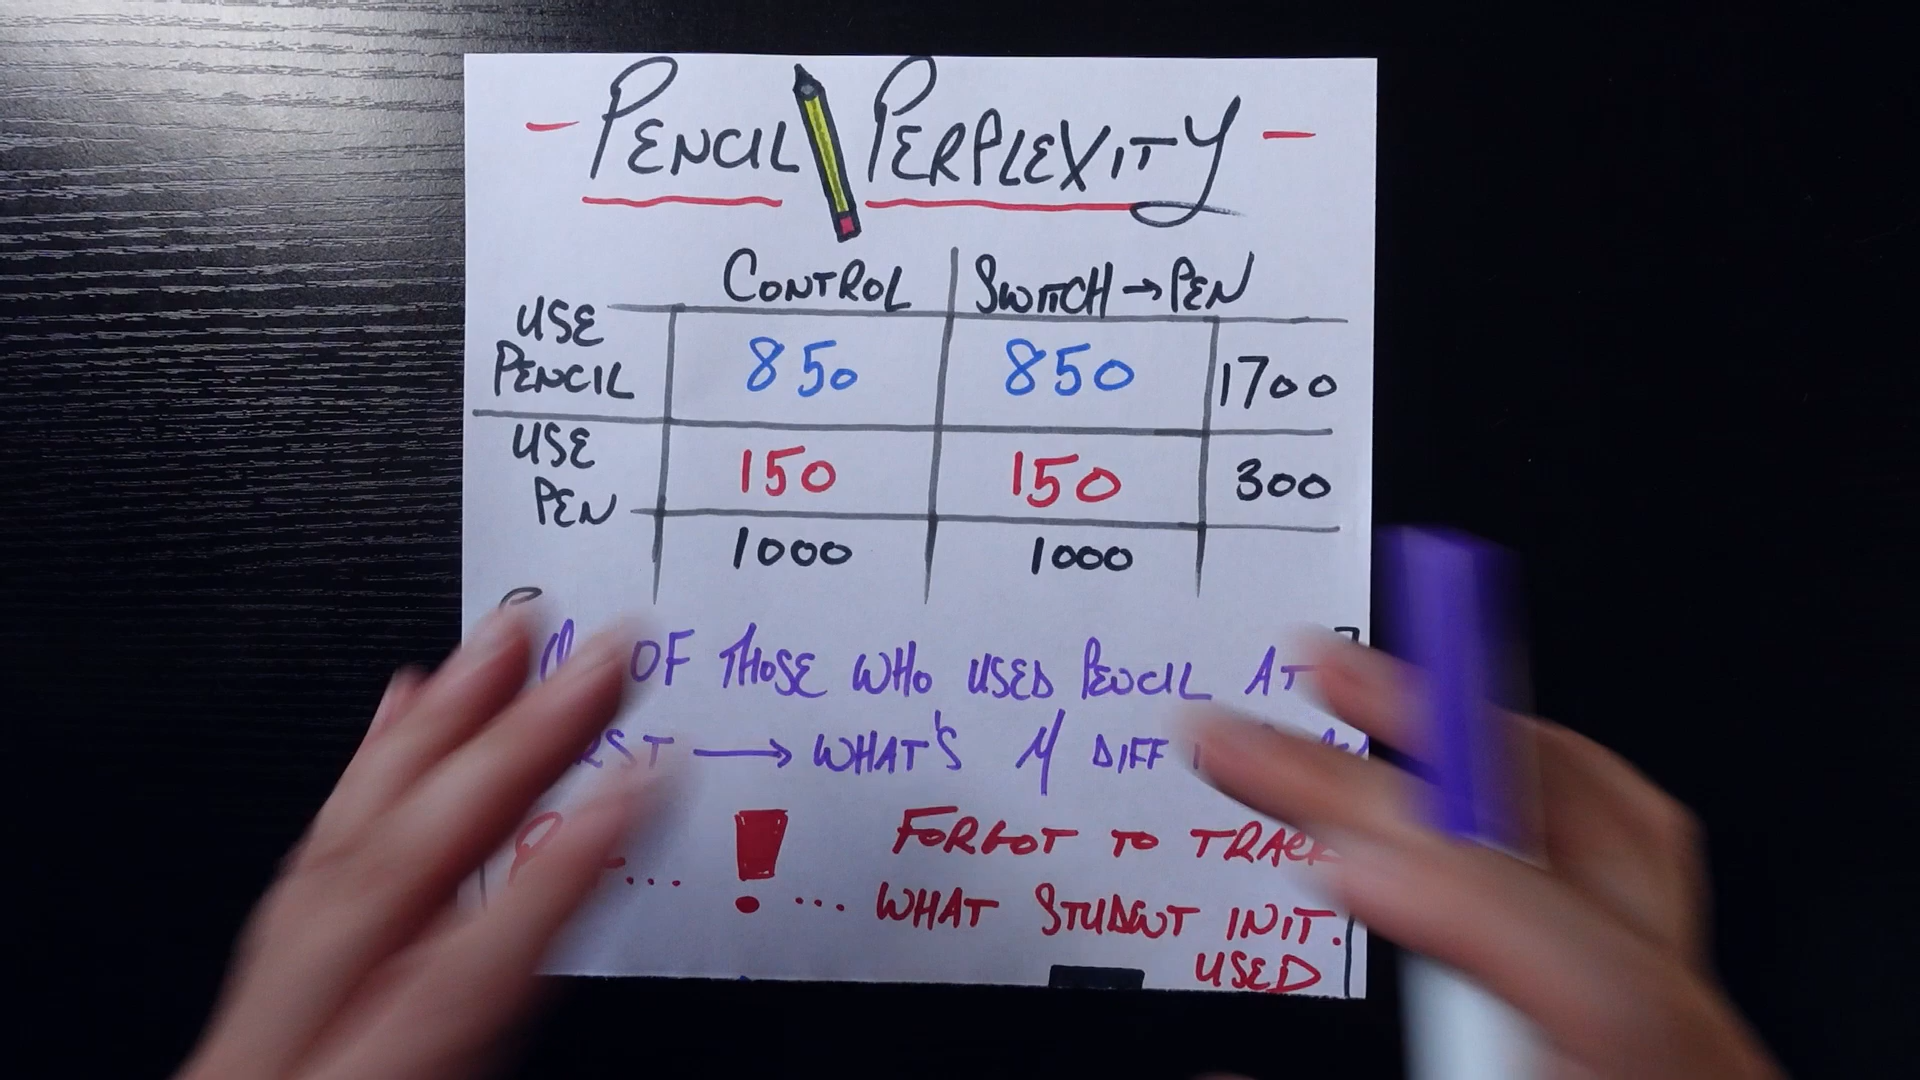 - PENCIL PERPLEXITY -
CONTROL SWITCH → PEN
USE PENCIL 850 850 1700
USE PEN 150 150 300
1000 1000
OF THOSE WHO USED PENCIL AT
→ WHAT'S % DIFF
... ! ... FORGOT TO TRACK
WHAT STUDENT INIT.
USED